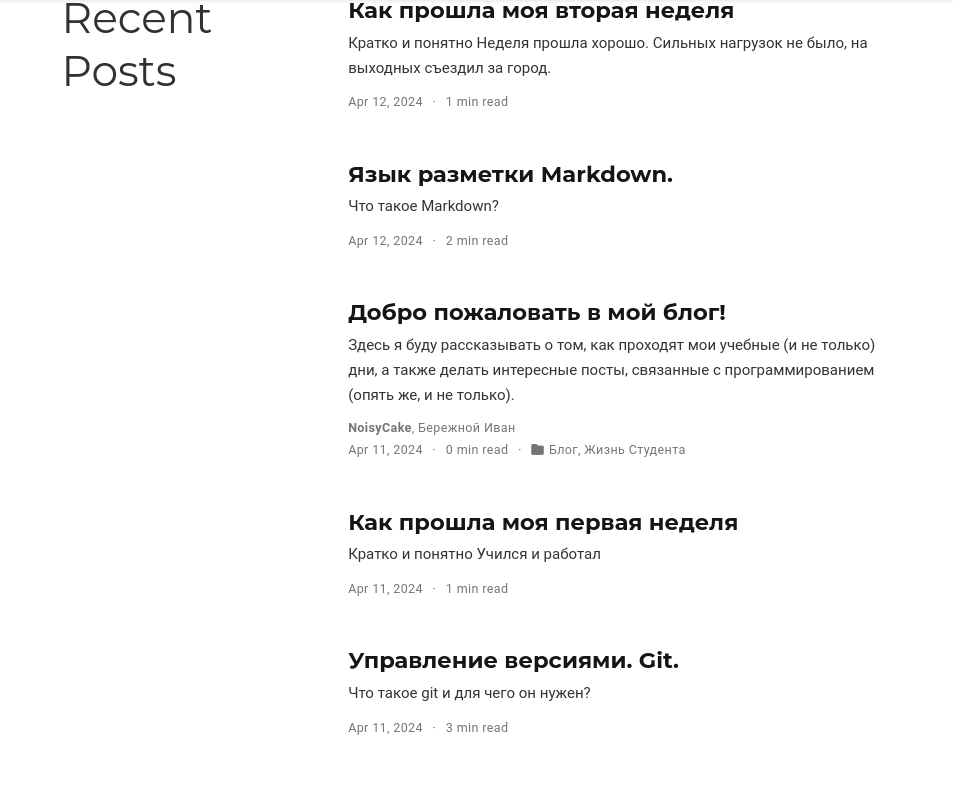 Recent
Posts
Как прошла моя вторая неделя
Кратко и понятно Неделя прошла хорошо. Сильных нагрузок не было, на
выходных съездил за город.
Apr 12, 2024 · 1 min read
Язык разметки Markdown.
Что такое Markdown?
Apr 12, 2024 · 2 min read
Добро пожаловать в мой блог!
Здесь я буду рассказывать о том, как проходят мои учебные (и не только)
дни, а также делать интересные посты, связанные с программированием
(опять же, и не только).
NoisyCake, Бережной Иван
Apr 11, 2024 · 0 min read · Блог, Жизнь Студента
Как прошла моя первая неделя
Кратко и понятно Учился и работал
Apr 11, 2024 · 1 min read
Управление версиями. Git.
Что такое git и для чего он нужен?
Apr 11, 2024 · 3 min read